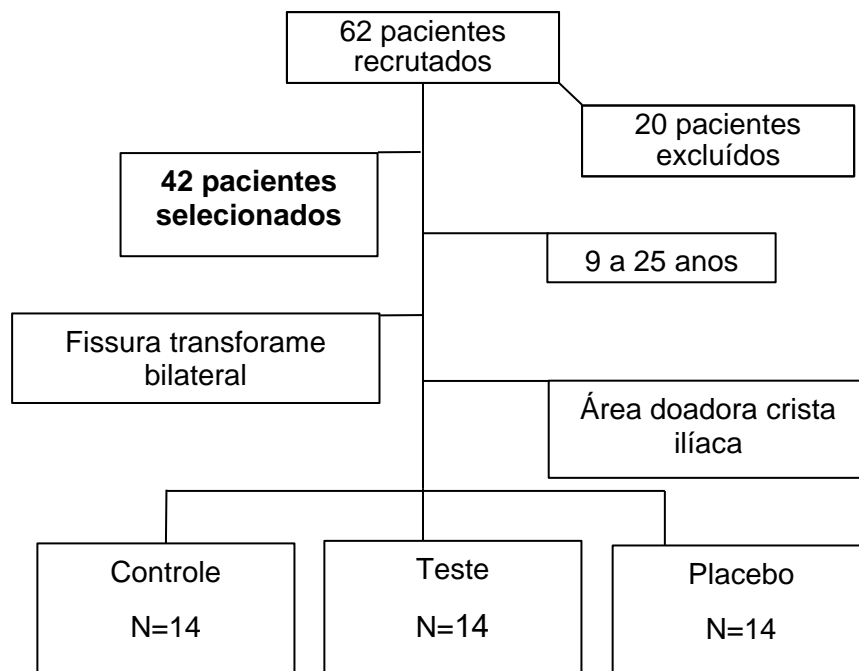 62 pacientes
recrutados
20 pacientes
excluídos
42 pacientes
selecionados
9 a 25 anos
Fissura transforame
bilateral
Área doadora crista
ilíaca
Controle
N=14
Teste
N=14
Placebo
N=14